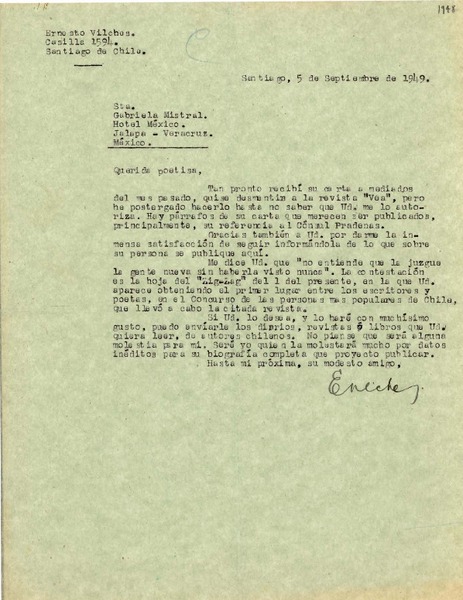 1948
Ernesto Vilches.
Casilla 1594.
Santiago de Chile.
Santiago, 5 de Septiembre de 1949.
Sta.
Gabriela Mistral.
Hotel México.
Jalapa - Veracruz.
México.
Querida poetisa,
Tan pronto recibí su carta a mediados
del mes pasado, quise desmentir a la revista "Vea", pero
he postergado hacerlo hasta no saber que Ud. me lo auto-
riza. Hay párrafos de su carta que merecen ser publicados,
principalmente, su referencia al Cónsul Pradenas.
Gracias también a Ud. por darme la in-
mensa satisfacción de seguir informándola de lo que sobre
su persona se publique aquí.
Me dice Ud. que "no entiende que la juzgue
la gente nueva sin haberla visto nunca". La contestación
es la hoja del "Zig-Zag" del 1 del presente, en la que Ud.
aparece obteniendo el primer lugar entre los escritores y
poetas, en el Concurso de las personas mas populares de Chile,
que llevó a cabo la citada revista.
Si Ud. lo desea, y lo haré con muchísimo
gusto, puedo enviarle los diarios, revistas ó libros que Ud.
quiera leer, de autores chilenos. No piense que será alguna
molestia para mí. Seré yo quien la molestará mucho por datos
inéditos para su biografía completa que proyecto publicar.
Hasta mi próxima, su modesto amigo,
EVilches